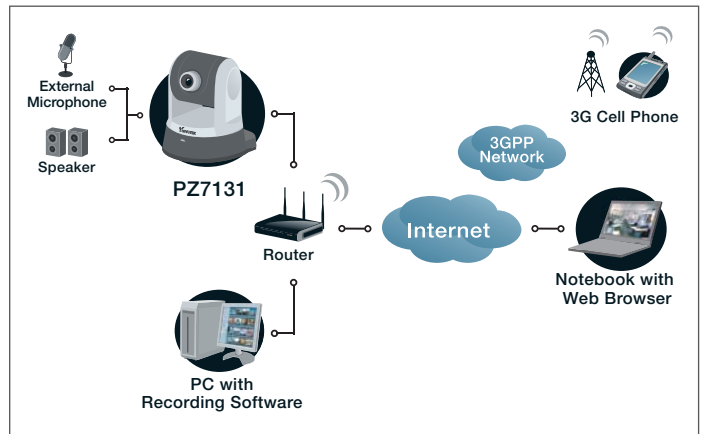 External
Microphone
Speaker
PZ7131
Router
PC with
Recording Software
Internet
3GPP
Network
3G Cell Phone
Notebook with
Web Browser